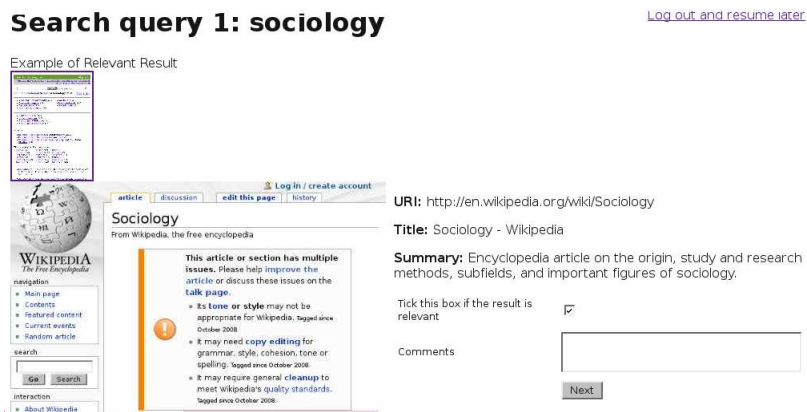 Search query 1: sociology
Log out and resume later
Example of Relevant Result
Log in / create account
article
discussion
edit this page
history
Sociology
From Wikipedia, the free encyclopedia
WIKIPEDIA
The Free Encyclopedia
navigation
Main page
Contents
Featured content
Current events
Random article
search
Go
Search
interaction
About Wikipedia
This article or section has multiple
issues. Please help improve the
article or discuss these issues on the
talk page.
Its tone or style may not be
appropriate for Wikipedia. Tagged since
October 2008.
It may need copy editing for
grammar, style, cohesion, tone or
spelling. Tagged since October 2008.
It may require general cleanup to
meet Wikipedia's quality standards.
Tagged since October 2008.
URI: http://en.wikipedia.org/wiki/Sociology
Title: Sociology - Wikipedia
Summary: Encyclopedia article on the origin, study and research
methods, subfields, and important figures of sociology.
Tick this box if the result is
relevant
Comments
Next